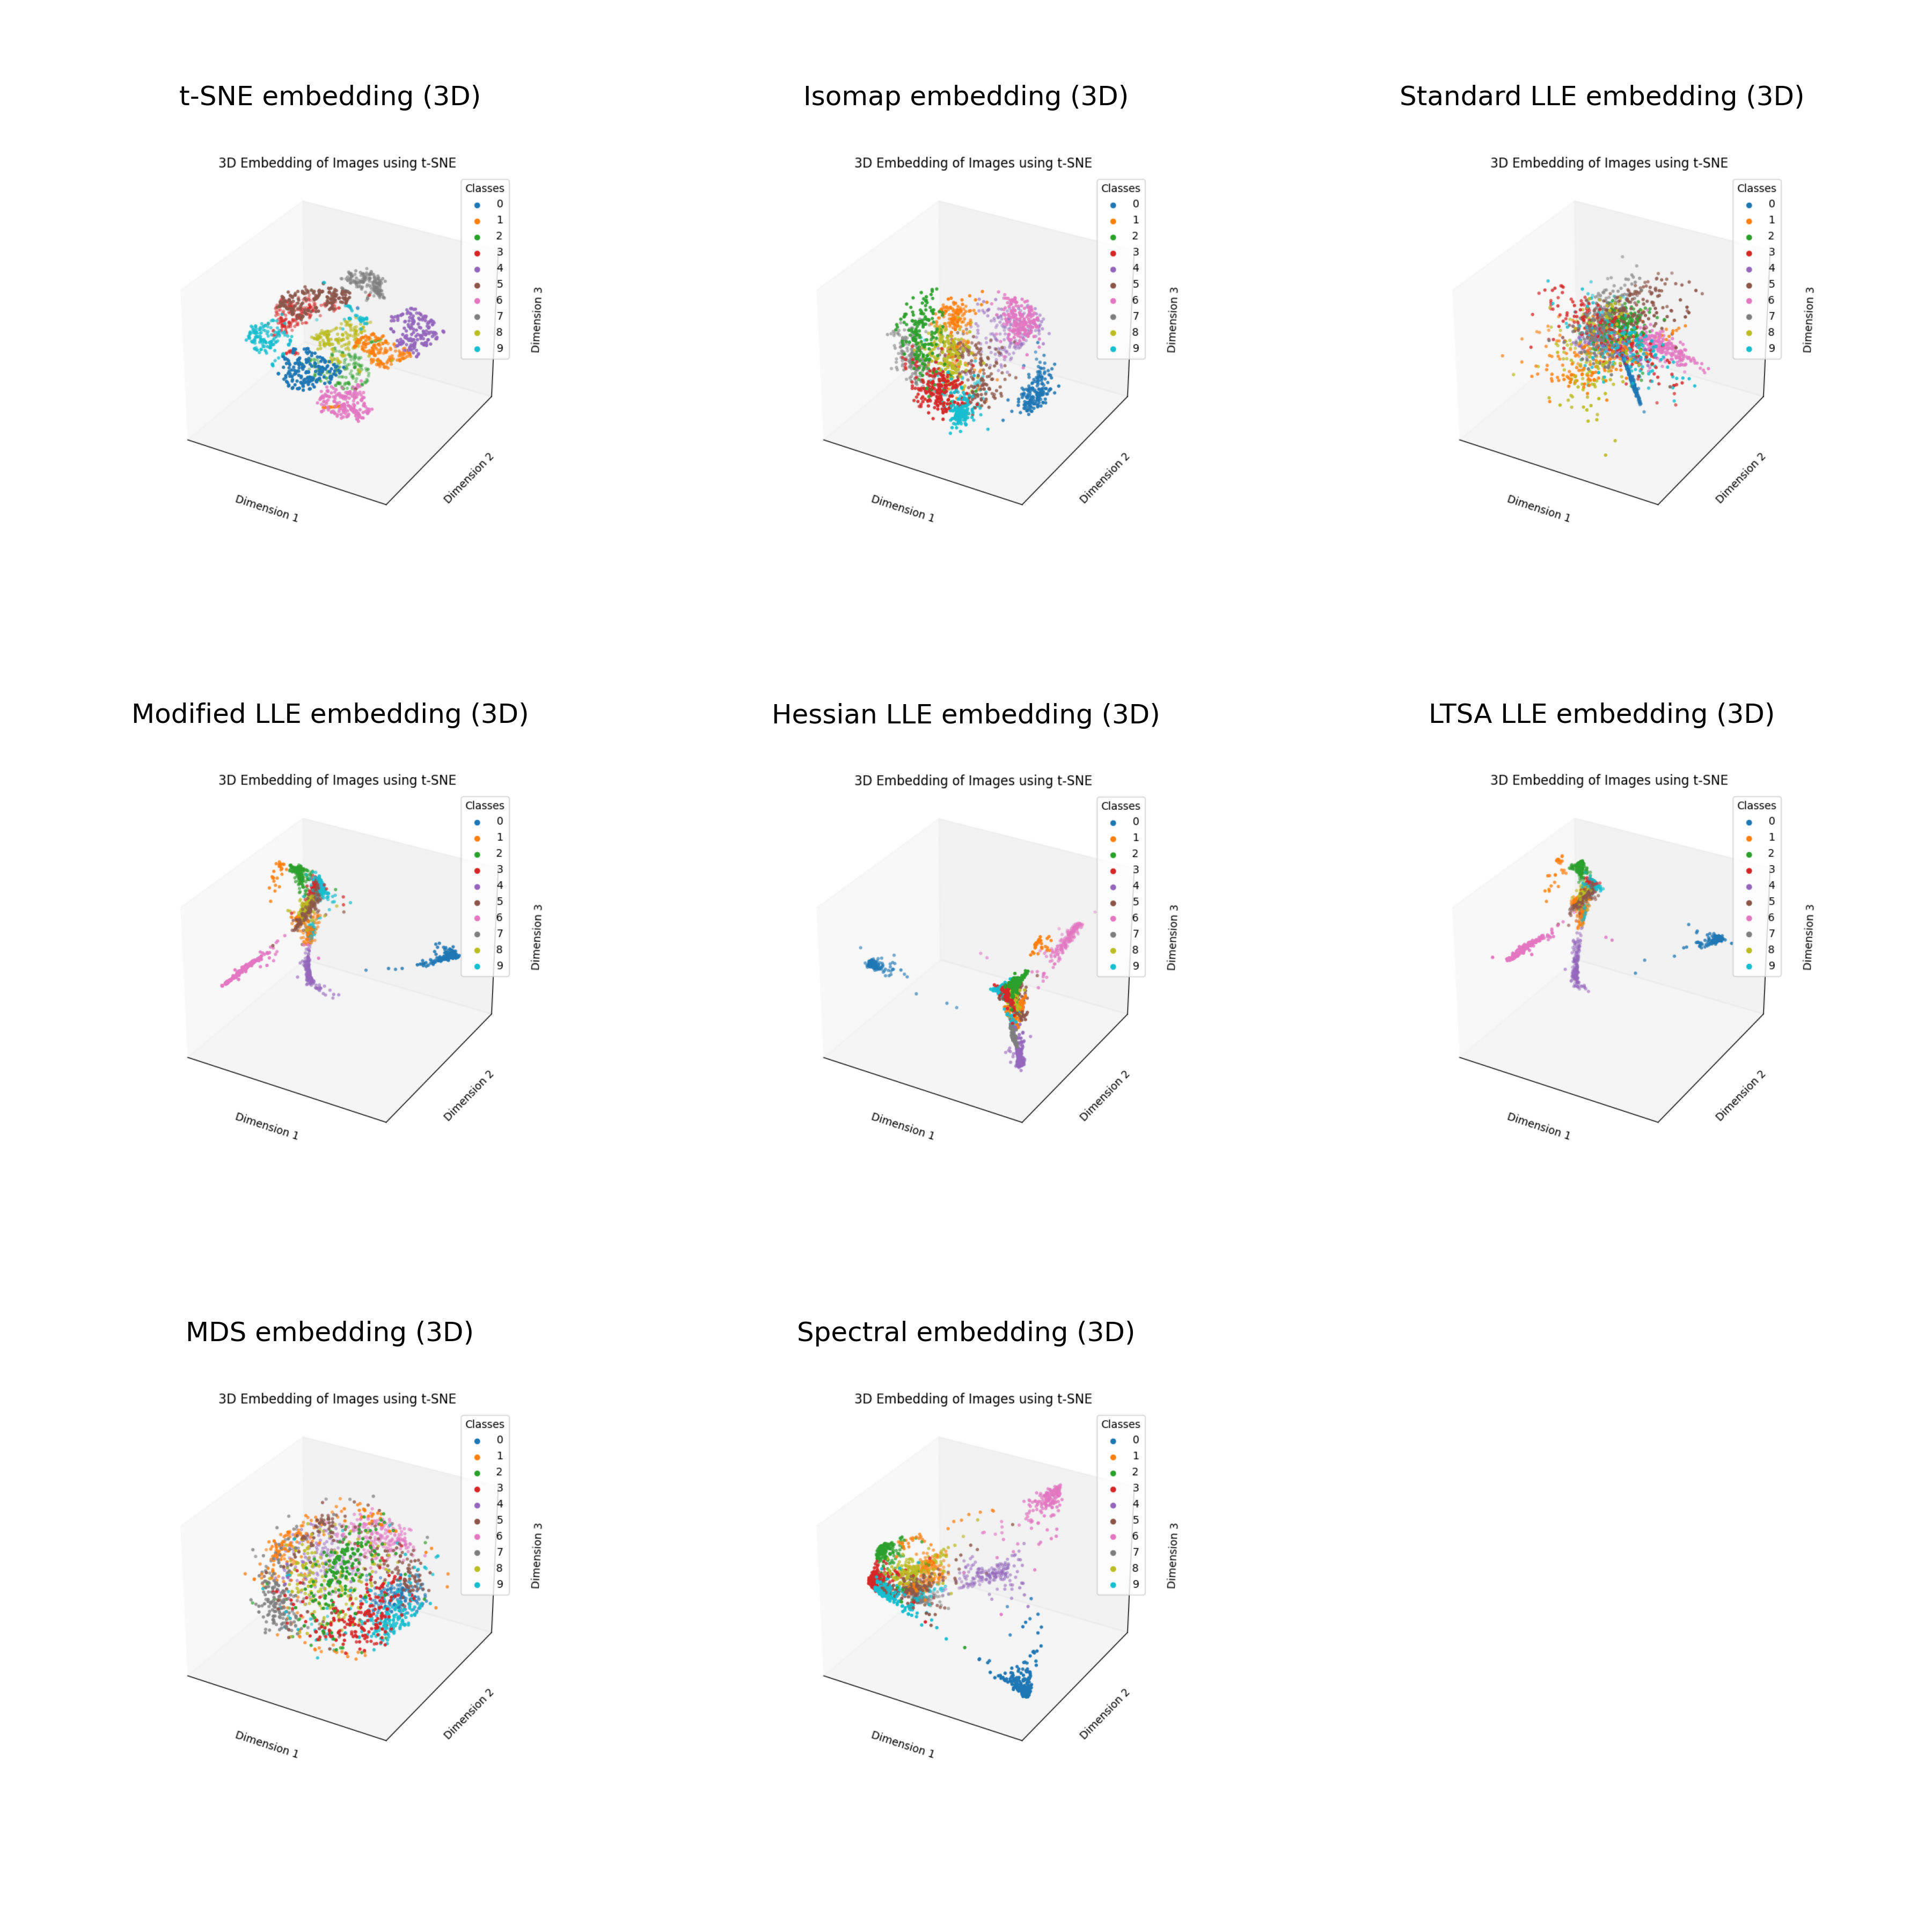 t-SNE embedding (3D)
3D Embedding of Images using t-SNE
Classes
0
1
2
3
4
5
6
7
8
9
Dimension 1
Dimension 2
Dimension 3
Isomap embedding (3D)
3D Embedding of Images using t-SNE
Classes
0
1
2
3
4
5
6
7
8
9
Dimension 1
Dimension 2
Dimension 3
Standard LLE embedding (3D)
3D Embedding of Images using t-SNE
Classes
0
1
2
3
4
5
6
7
8
9
Dimension 1
Dimension 2
Dimension 3
Modified LLE embedding (3D)
3D Embedding of Images using t-SNE
Classes
0
1
2
3
4
5
6
7
8
9
Dimension 1
Dimension 2
Dimension 3
Hessian LLE embedding (3D)
3D Embedding of Images using t-SNE
Classes
0
1
2
3
4
5
6
7
8
9
Dimension 1
Dimension 2
Dimension 3
LTSA LLE embedding (3D)
3D Embedding of Images using t-SNE
Classes
0
1
2
3
4
5
6
7
8
9
Dimension 1
Dimension 2
Dimension 3
MDS embedding (3D)
3D Embedding of Images using t-SNE
Classes
0
1
2
3
4
5
6
7
8
9
Dimension 1
Dimension 2
Dimension 3
Spectral embedding (3D)
3D Embedding of Images using t-SNE
Classes
0
1
2
3
4
5
6
7
8
9
Dimension 1
Dimension 2
Dimension 3